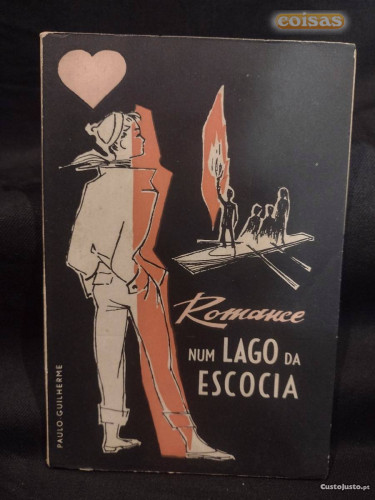 coisas
Romance
NUM LAGO DA
ESCOCIA
PAULO-GUILHERME
CustoJusto.pt